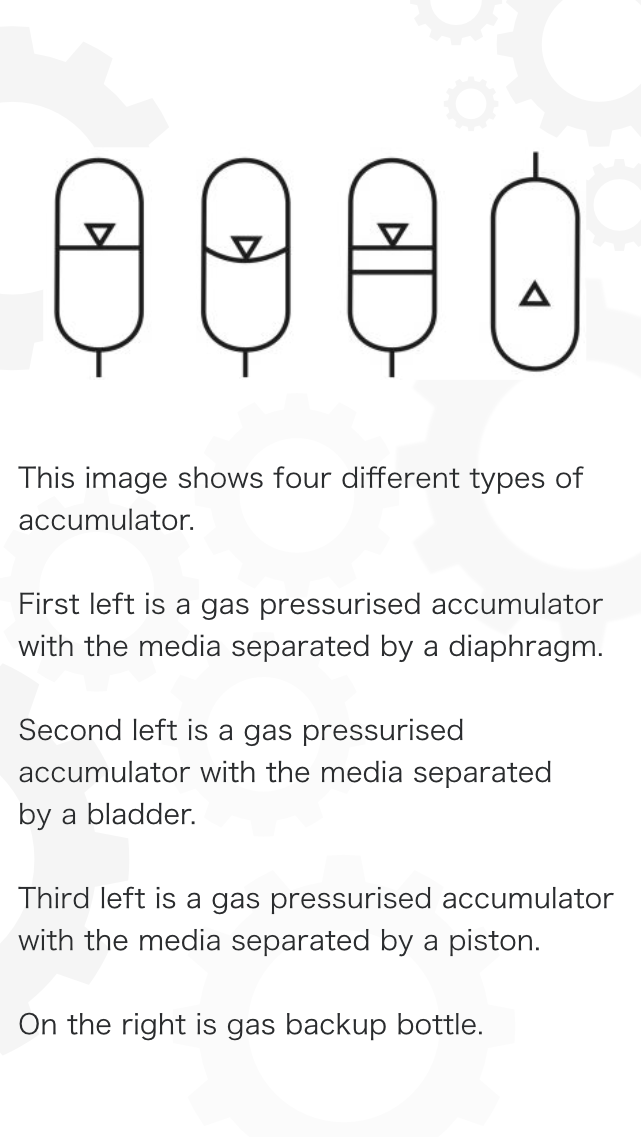 This image shows four different types of
accumulator.
First left is a gas pressurised accumulator
with the media separated by a diaphragm.
Second left is a gas pressurised
accumulator with the media separated
by a bladder.
Third left is a gas pressurised accumulator
with the media separated by a piston.
On the right is gas backup bottle.